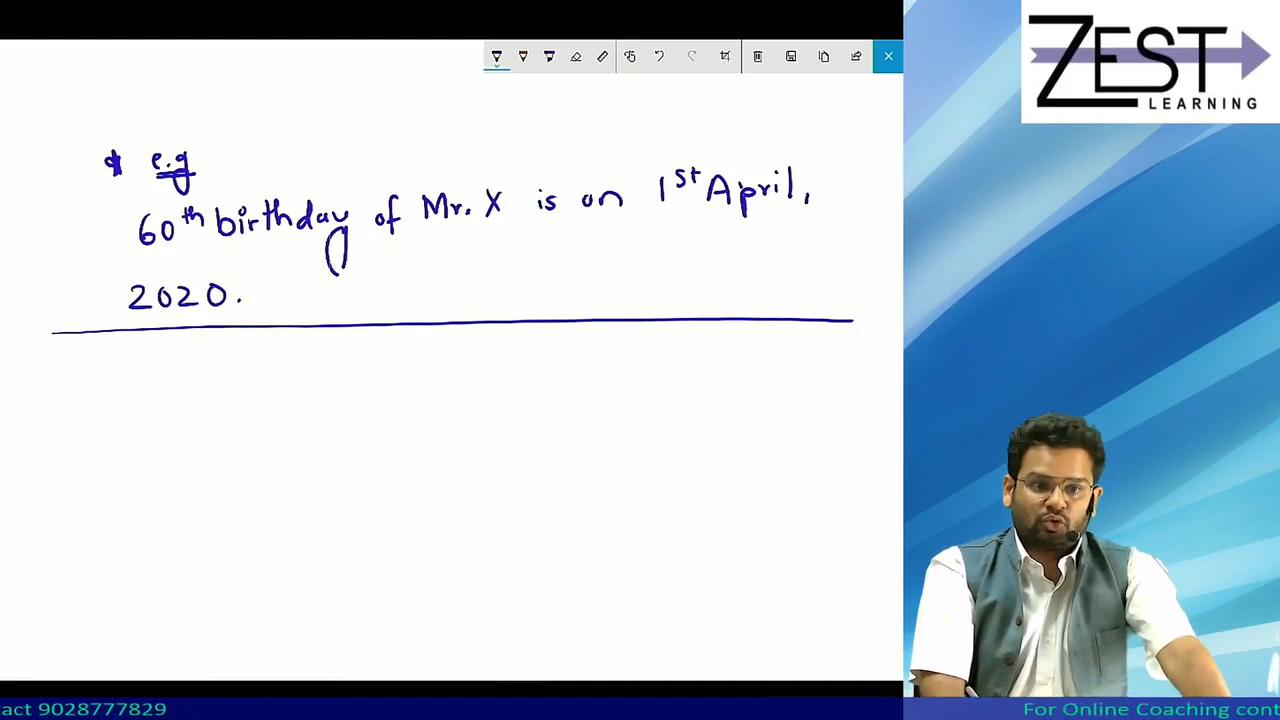 ZEST
LEARNING
* e.g
60th birthday of Mr. X is on 1st April,
2020.
act 9028777829
For Online Coaching cont